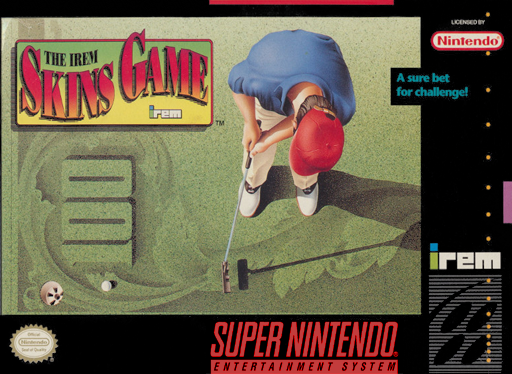 LICENSED BY
Nintendo
THE IREM
SKINS GAME
irem
TM
A sure bet
for challenge!
100
irem
Official
Nintendo
Seal of Quality
SUPER NINTENDO
ENTERTAINMENT SYSTEM